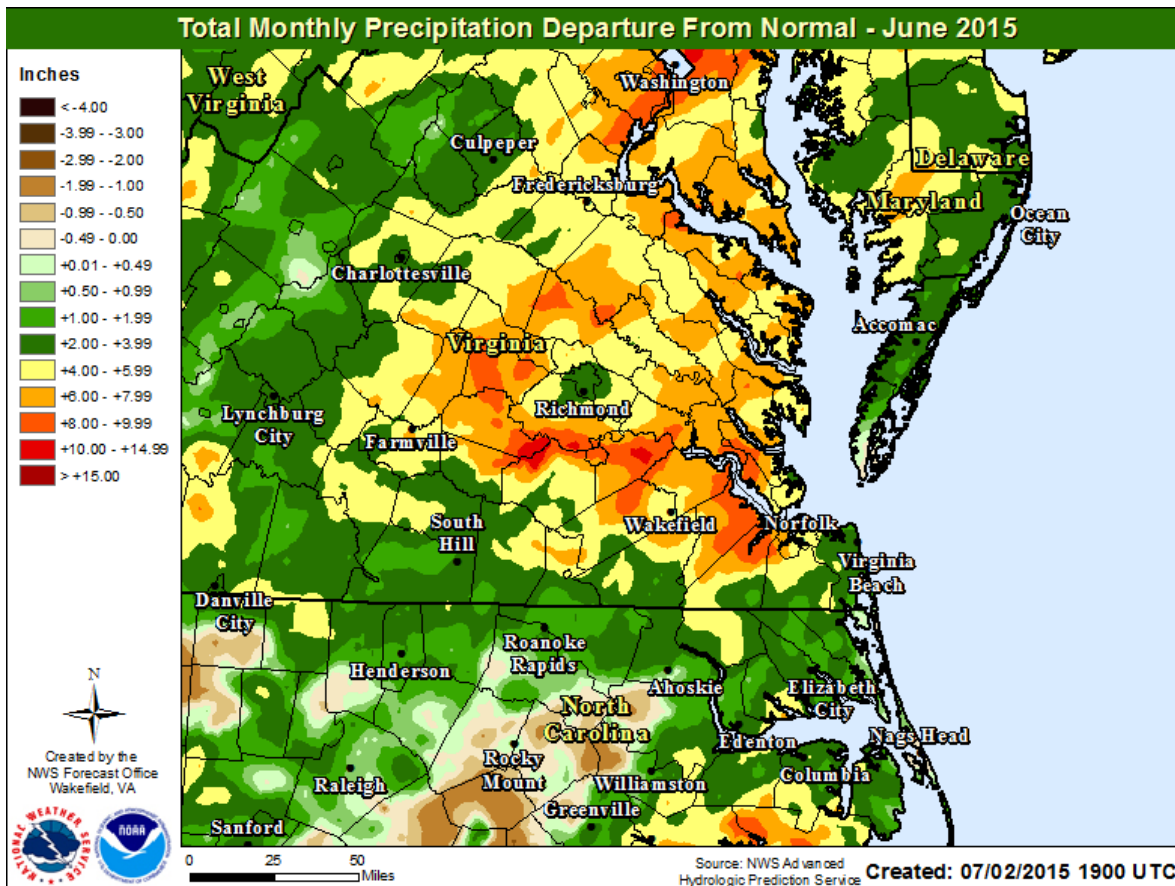 Total Monthly Precipitation Departure From Normal - June 2015
Inches
< -4.00
-3.99 - -3.00
-2.99 - -2.00
-1.99 - -1.00
-0.99 - -0.50
-0.49 - 0.00
+0.01 - +0.49
+0.50 - +0.99
+1.00 - +1.99
+2.00 - +3.99
+4.00 - +5.99
+6.00 - +7.99
+8.00 - +9.99
+10.00 - +14.99
> +15.00
West
Virginia
Washington
Culpeper
Delaware
Fredericksburg
Maryland
Ocean
City
Charlottesville
Accomac
Virginia
Richmond
Lynchburg
City
Farmville
South
Hill
Wakefield
Norfolk
Virginia
Beach
Danville
City
Roanoke
Rapids
Henderson
Ahoskie
Elizabeth
City
North
Carolina
Edenton
Nags Head
Rocky
Mount
Raleigh
Williamston
Columbia
Greenville
Sanford
N
Created by the
NWS Forecast Office
Wakefield, VA
NATIONAL WEATHER SERVICE
NOAA
0 25 50
Miles
Source: NWS Advanced
Hydrologic Prediction Service
Created: 07/02/2015 1900 UTC